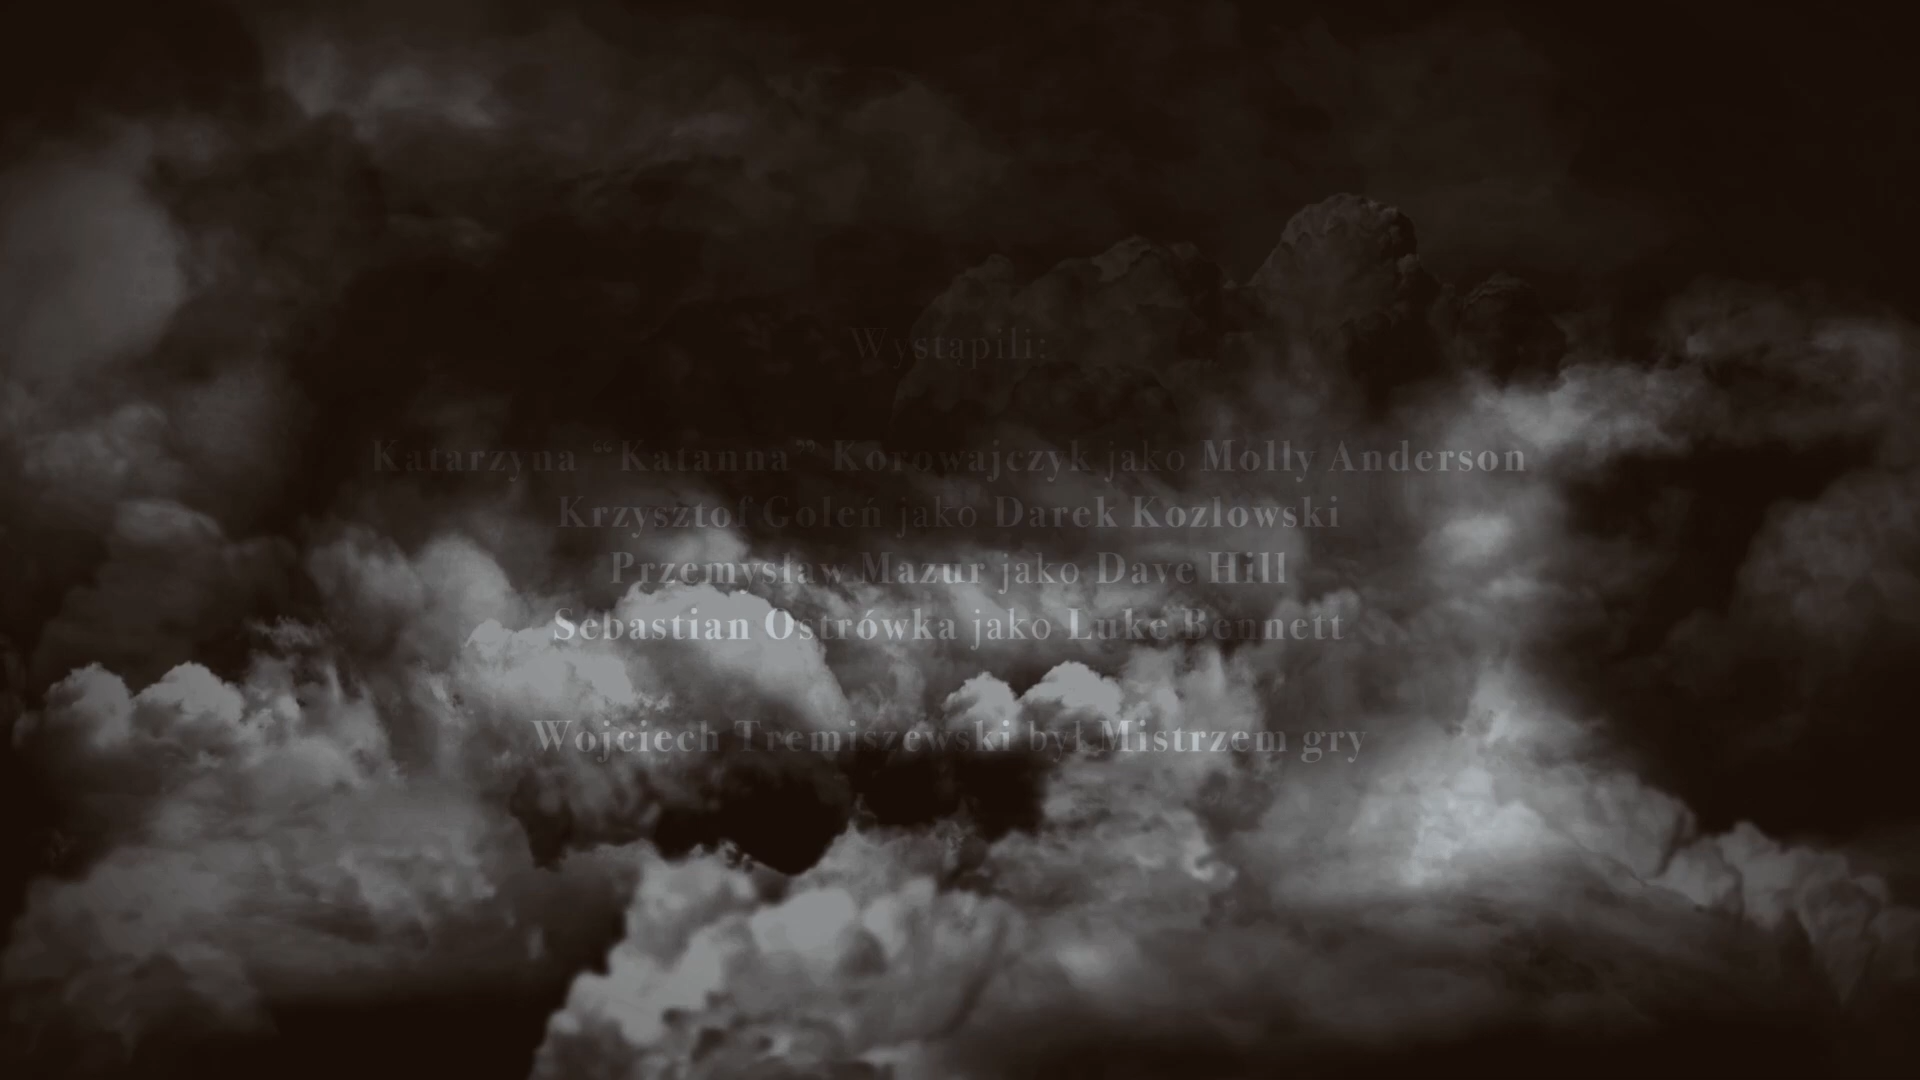 Wystąpili:
Katarzyna “Katanna” Korowajczyk jako Molly Anderson
Krzysztof Goleń jako Darek Kozlowski
Przemysław Mazur jako Dave Hill
Sebastian Ostrówka jako Luke Bennett
Wojciech Tremiszewski był Mistrzem gry